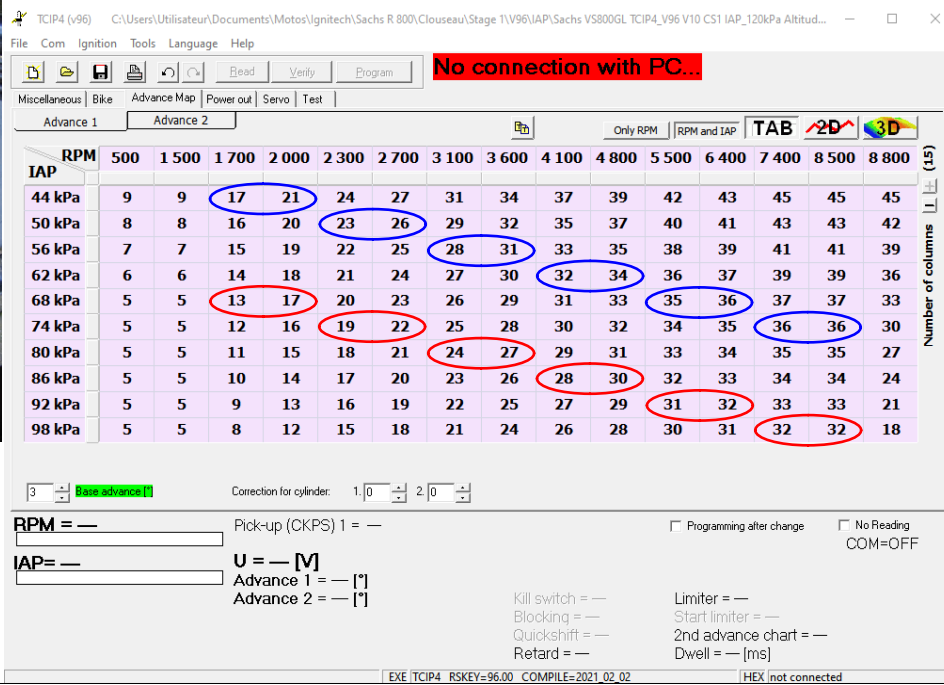 TCIP4 (v96) C:\Users\Utilisateur\Documents\Motos\Ignitech\Sachs R 800\Clouseau\Stage 1\V96\IAP\Sachs VS800GL TCIP4_V96 V10 CS1 IAP_120kPa Altitud...
File Com Ignition Tools Language Help
Read Verify Program No connection with PC...
Miscellaneous Bike Advance Map Power out Servo Test
Advance 1 Advance 2
Only RPM RPM and IAP TAB 2D 3D
RPM 500 1 500 1 700 2 000 2 300 2 700 3 100 3 600 4 100 4 800 5 500 6 400 7 400 8 500 8 800
IAP
44 kPa 9 9 17 21 24 27 31 34 37 39 42 43 45 45 45
50 kPa 8 8 16 20 23 26 29 32 35 37 40 41 43 43 42
56 kPa 7 7 15 19 22 25 28 31 33 35 38 39 41 41 39
62 kPa 6 6 14 18 21 24 27 30 32 34 36 37 39 39 36
68 kPa 5 5 13 17 20 23 26 29 31 33 35 36 37 37 33
74 kPa 5 5 12 16 19 22 25 28 30 32 34 35 36 36 30
80 kPa 5 5 11 15 18 21 24 27 29 31 33 34 35 35 27
86 kPa 5 5 10 14 17 20 23 26 28 30 32 33 34 34 24
92 kPa 5 5 9 13 16 19 22 25 27 29 31 32 33 33 21
98 kPa 5 5 8 12 15 18 21 24 26 28 30 31 32 32 18
Number of columns (15)
3 Base advance [°] Correction for cylinder: 1. 0 2. 0
RPM = — Pick-up (CKPS) 1 = — Programming after change No Reading
COM=OFF
IAP= — U = — [V]
Advance 1 = — [°]
Advance 2 = — [°] Kill switch = — Limiter = —
Blocking = — Start limiter = —
Quickshift = — 2nd advance chart = —
Retard = — Dwell = — [ms]
EXE TCIP4 RSKEY=96.00 COMPILE=2021_02_02 HEX not connected